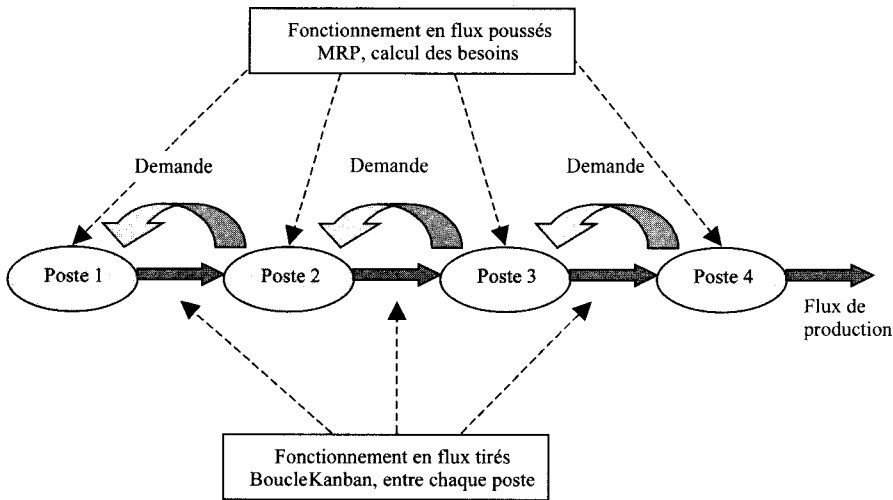 Fonctionnement en flux poussés
MRP, calcul des besoins
Demande
Demande
Demande
Poste 1
Poste 2
Poste 3
Poste 4
Flux de
production
Fonctionnement en flux tirés
BoucleKanban, entre chaque poste